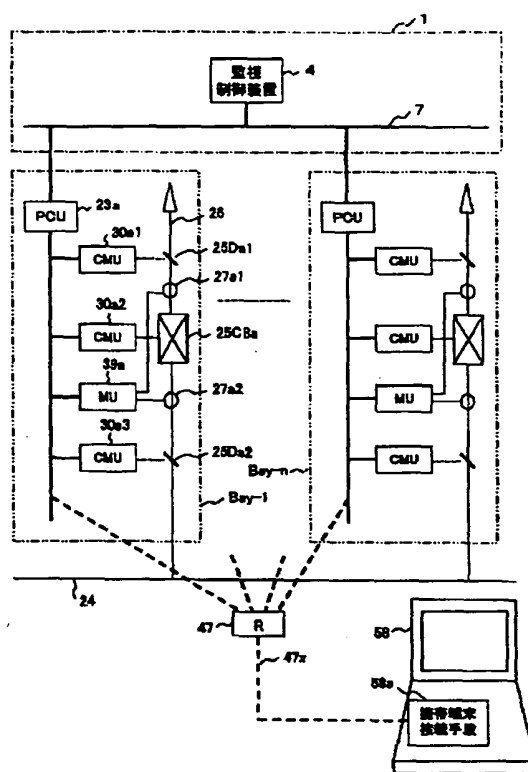 1
監視
制御装置
4
7
PCU
23a
26
30a1
CMU
25Da1
27a1
30a2
CMU
25CBa
39a
MU
27a2
30a3
CMU
25Da2
Bay-1
PCU
CMU
CMU
MU
CMU
Bay-n
24
47
R
47x
58
58a
携帯端末
接続手段